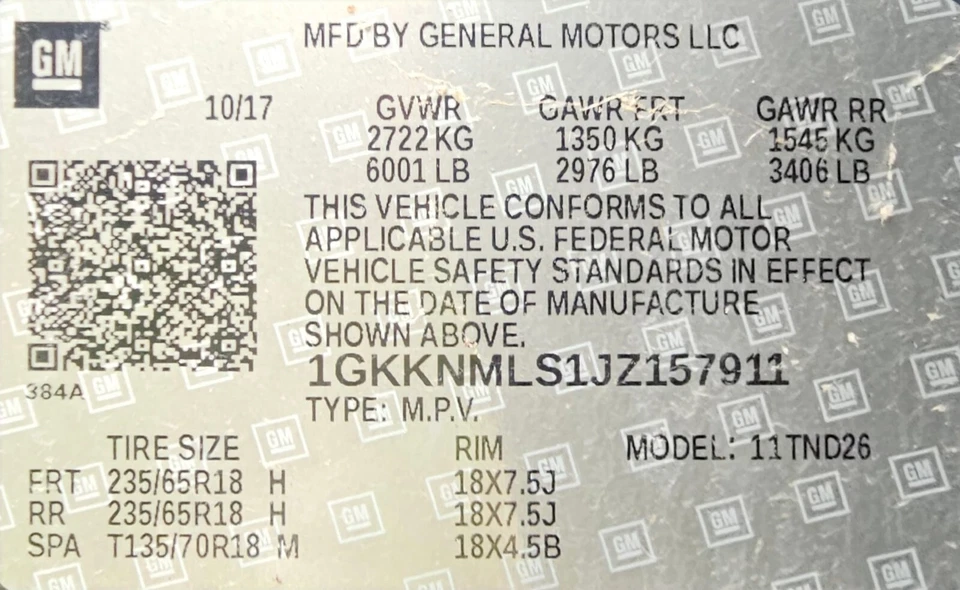 GM
MFD BY GENERAL MOTORS LLC
10/17 GVWR GAWR FRT GAWR RR
2722 KG 1350 KG 1545 KG
6001 LB 2976 LB 3406 LB
THIS VEHICLE CONFORMS TO ALL
APPLICABLE U.S. FEDERAL MOTOR
VEHICLE SAFETY STANDARDS IN EFFECT
ON THE DATE OF MANUFACTURE
SHOWN ABOVE.
1GKKNMLS1JZ157911
384A
TYPE: M.P.V.
TIRE SIZE RIM MODEL: 11TND26
FRT 235/65R18 H 18X7.5J
RR 235/65R18 H 18X7.5J
SPA T135/70R18 M 18X4.5B